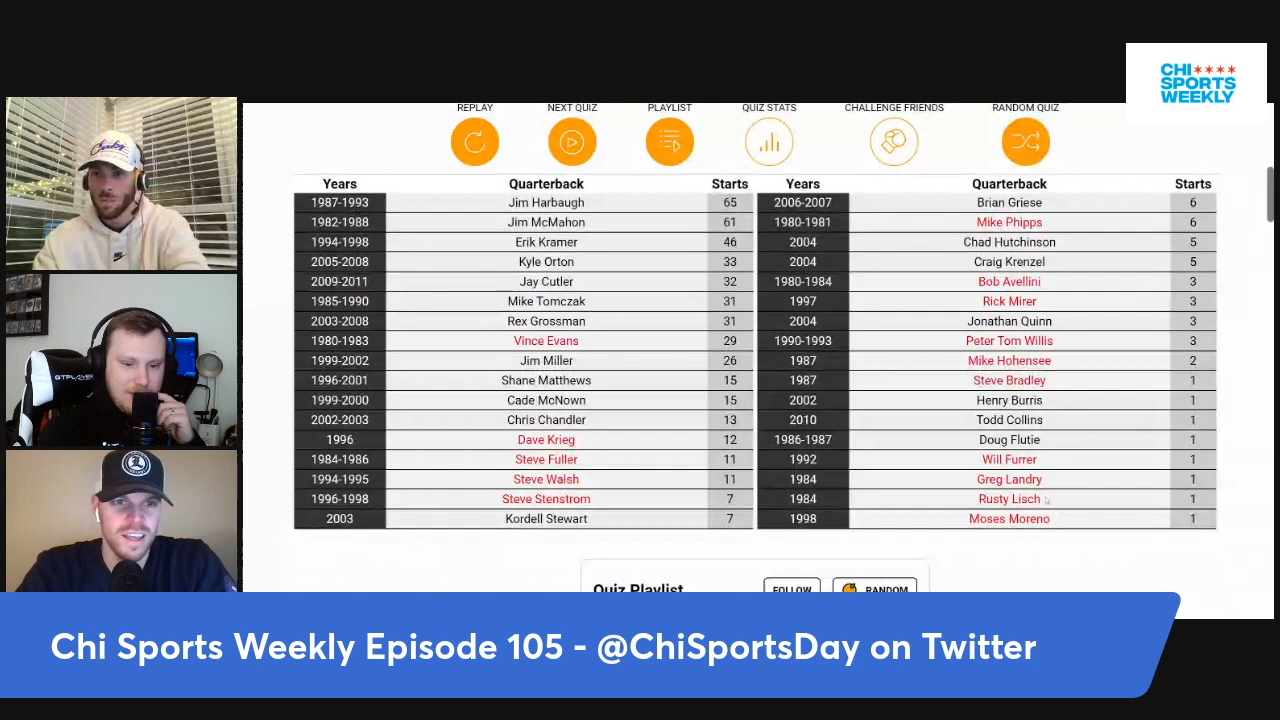 CHI
SPORTS
WEEKLY
REPLAY NEXT QUIZ PLAYLIST QUIZ STATS CHALLENGE FRIENDS RANDOM QUIZ
Years Quarterback Starts Years Quarterback Starts
1987-1993 Jim Harbaugh 65 2006-2007 Brian Griese 6
1982-1988 Jim McMahon 61 1980-1981 Mike Phipps 6
1994-1998 Erik Kramer 46 2004 Chad Hutchinson 5
2005-2008 Kyle Orton 33 2004 Craig Krenzel 5
2009-2011 Jay Cutler 32 1980-1984 Bob Avellini 3
1985-1990 Mike Tomczak 31 1997 Rick Mirer 3
2003-2008 Rex Grossman 31 2004 Jonathan Quinn 3
1980-1983 Vince Evans 29 1990-1993 Peter Tom Willis 3
1999-2002 Jim Miller 26 1987 Mike Hohensee 2
1996-2001 Shane Matthews 15 1987 Steve Bradley 1
1999-2000 Cade McNown 15 2002 Henry Burris 1
2002-2003 Chris Chandler 13 2010 Todd Collins 1
1996 Dave Krieg 12 1986-1987 Doug Flutie 1
1984-1986 Steve Fuller 11 1992 Will Furrer 1
1994-1995 Steve Walsh 11 1984 Greg Landry 1
1996-1998 Steve Stenstrom 7 1984 Rusty Lisch 1
2003 Kordell Stewart 7 1998 Moses Moreno 1
Quiz Playlist FOLLOW RANDOM
Chi Sports Weekly Episode 105 - @ChiSportsDay on Twitter